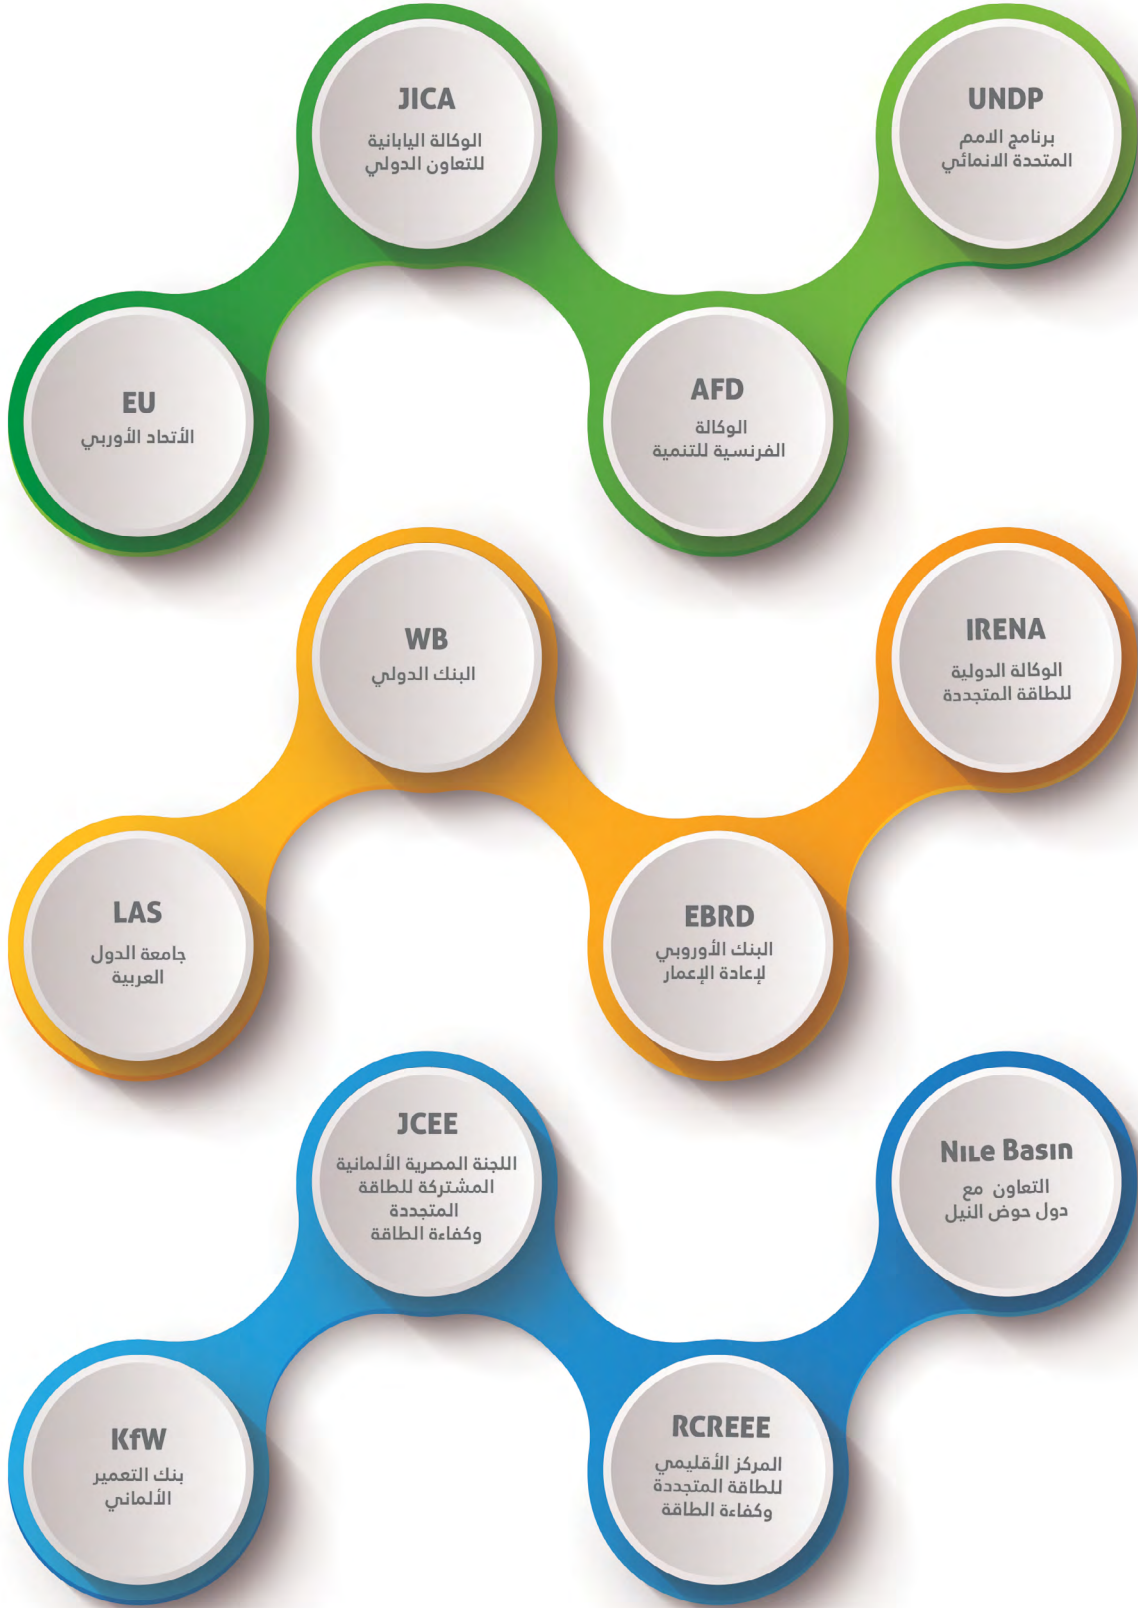 JICA
الوكالة اليابانية
للتعاون الدولي
UNDP
برنامج الامم
المتحدة الانمائي
EU
الأتحاد الأوربي
AFD
الوكالة
الفرنسية للتنمية
WB
البنك الدولي
IRENA
الوكالة الدولية
للطاقة المتجددة
LAS
جامعة الدول
العربية
EBRD
البنك الأوروبي
لإعادة الإعمار
JCEE
اللجنة المصرية الألمانية
المشتركة للطاقة
المتجددة
وكفاءة الطاقة
Nile Basin
التعاون مع
دول حوض النيل
KfW
بنك التعمير
الألماني
RCREEE
المركز الأقليمي
للطاقة المتجددة
وكفاءة الطاقة